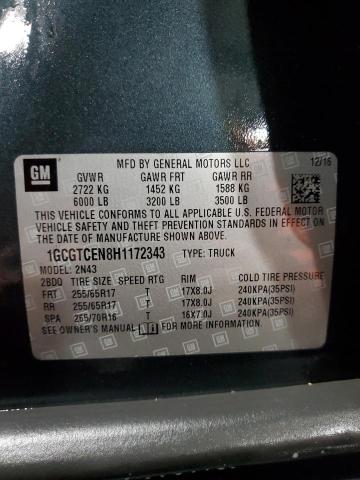 GM
MFD BY GENERAL MOTORS LLC 12/16
GVWR GAWR FRT GAWR RR
2722 KG 1452 KG 1588 KG
6000 LB 3200 LB 3500 LB
THIS VEHICLE CONFORMS TO ALL APPLICABLE U.S. FEDERAL MOTOR
VEHICLE SAFETY AND THEFT PREVENTION STANDARDS IN EFFECT ON
THE DATE OF MANUFACTURE SHOWN ABOVE.
1GCGTCEN8H1172343 TYPE: TRUCK
MODEL: 2N43
2BDQ TIRE SIZE SPEED RTG RIM COLD TIRE PRESSURE
FRT 255/65R17 T 17X8.0J 240KPA(35PSI)
RR 255/65R17 T 17X8.0J 240KPA(35PSI)
SPA 265/70R16 T 16X7.0J 240KPA(35PSI)
SEE OWNER'S MANUAL FOR MORE INFORMATION.